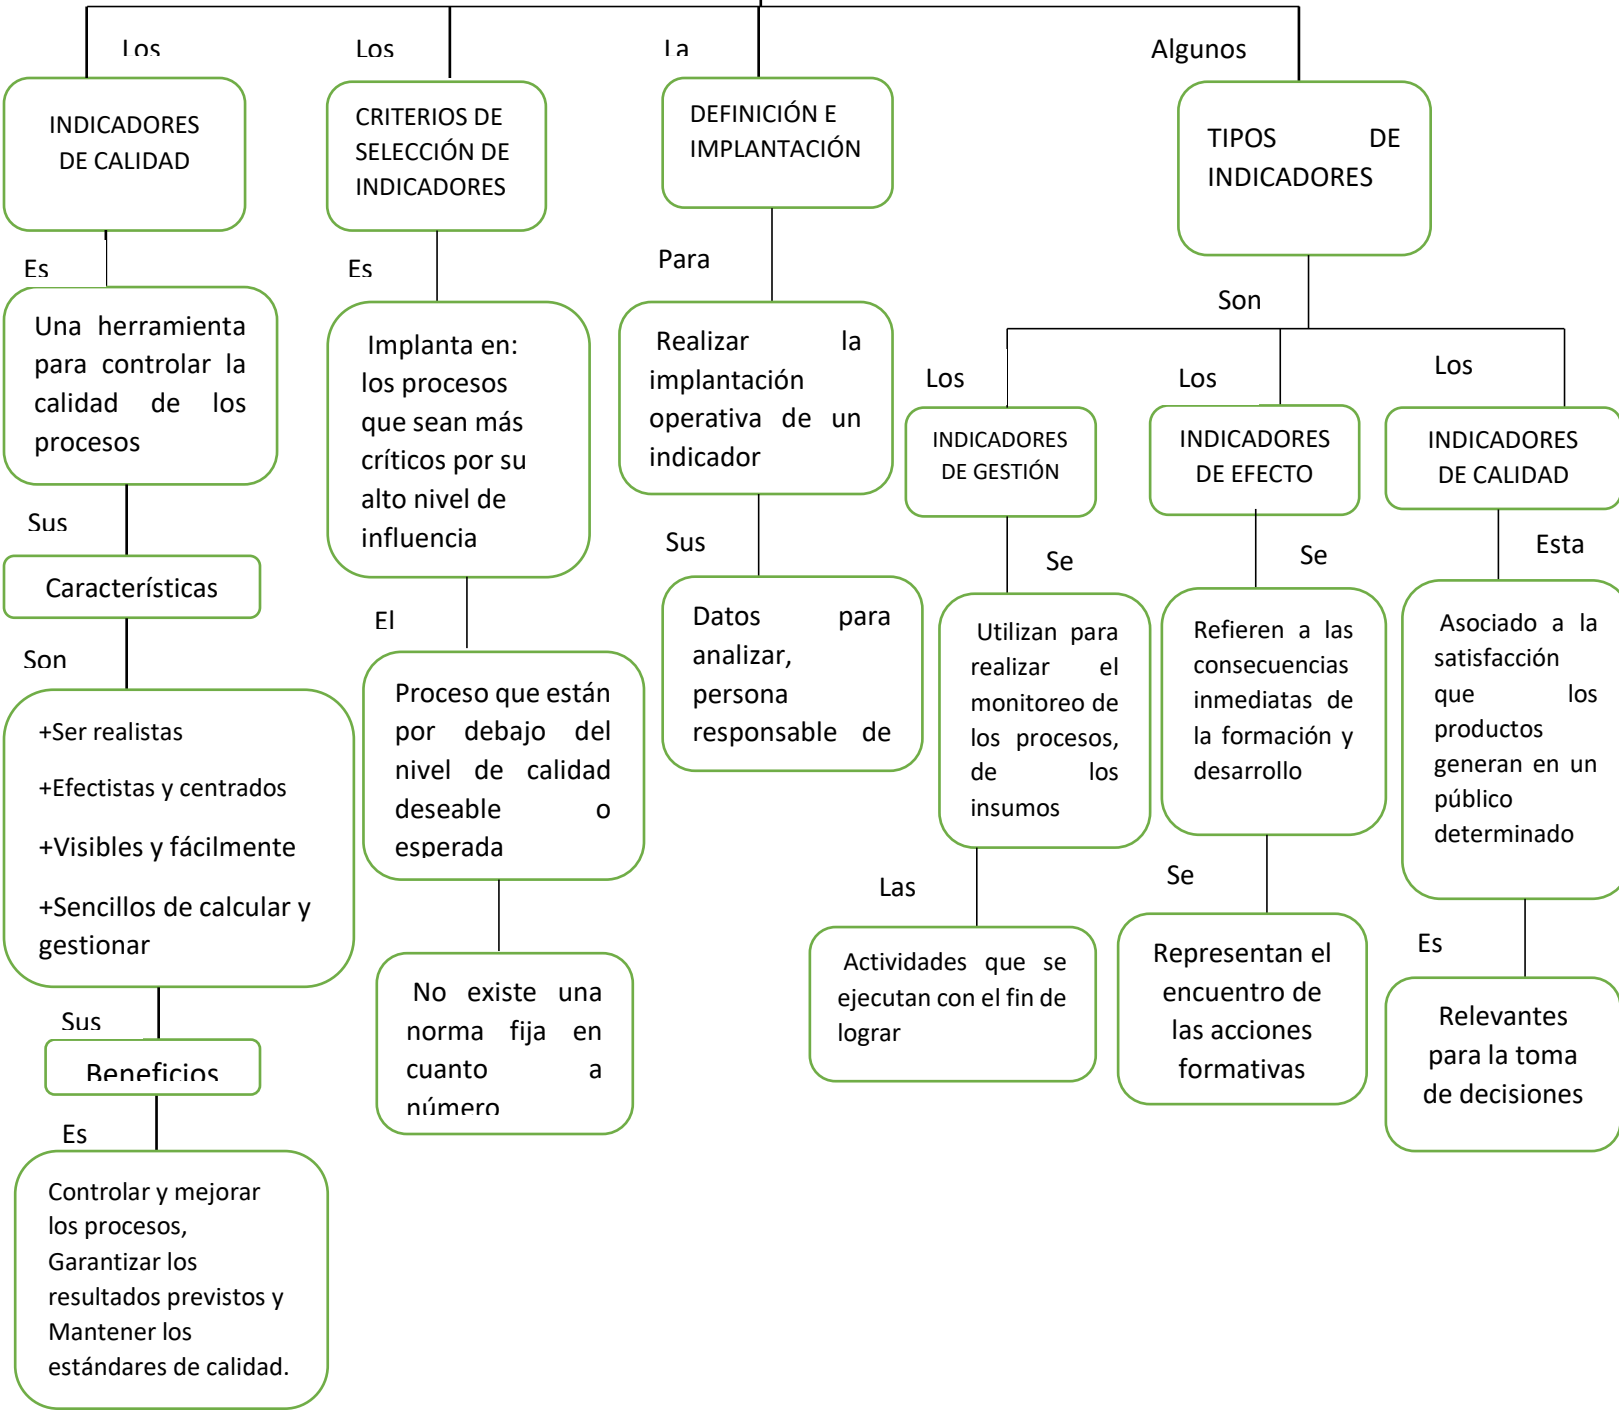 Los
Los
La
Algunos
INDICADORES
DE CALIDAD
CRITERIOS DE
SELECCIÓN DE
INDICADORES
DEFINICIÓN E
IMPLANTACIÓN
TIPOS DE
INDICADORES
Es
Es
Para
Son
Una herramienta
para controlar la
calidad de los
procesos
Implanta en:
los procesos
que sean más
críticos por su
alto nivel de
influencia
Realizar la
implantación
operativa de un
indicador
Los
Los
Los
INDICADORES
DE GESTIÓN
INDICADORES
DE EFECTO
INDICADORES
DE CALIDAD
Sus
Sus
Se
Se
Esta
Característicás
El
Datos para
analizar,
persona
responsable de
Utilizan para
realizar el
monitoreo de
los procesos,
de los
insumos
Refieren a las
consecuencias
inmediatas de
la formación y
desarrollo
Asociado a la
satisfacción
que los
productos
generan en un
público
determinado
Son
+Ser realistas
+Efectistas y centrados
+Visibles y fácilmente
+Sencillos de calcular y
gestionar
Proceso que están
por debajo del
nivel de calidad
deseable o
esperada
Las
Se
Es
Actividades que se
ejecutan con el fin de
lograr
Representan el
encuentro de
las acciones
formativas
Relevantes
para la toma
de decisiones
No existe una
norma fija en
cuanto a
número
Sus
Beneficios
Es
Controlar y mejorar
los procesos,
Garantizar los
resultados previstos y
Mantener los
estándares de calidad.